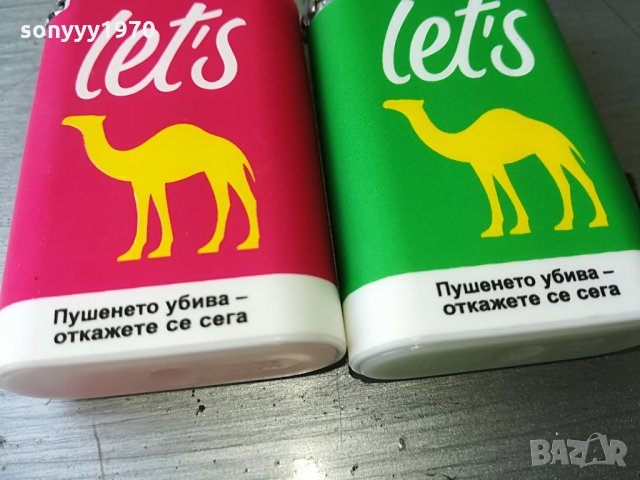 sonyyy1970
let's
Пушенето убива –
откажете се сега
let's
Пушенето убива –
откажете се сега
BAZAR